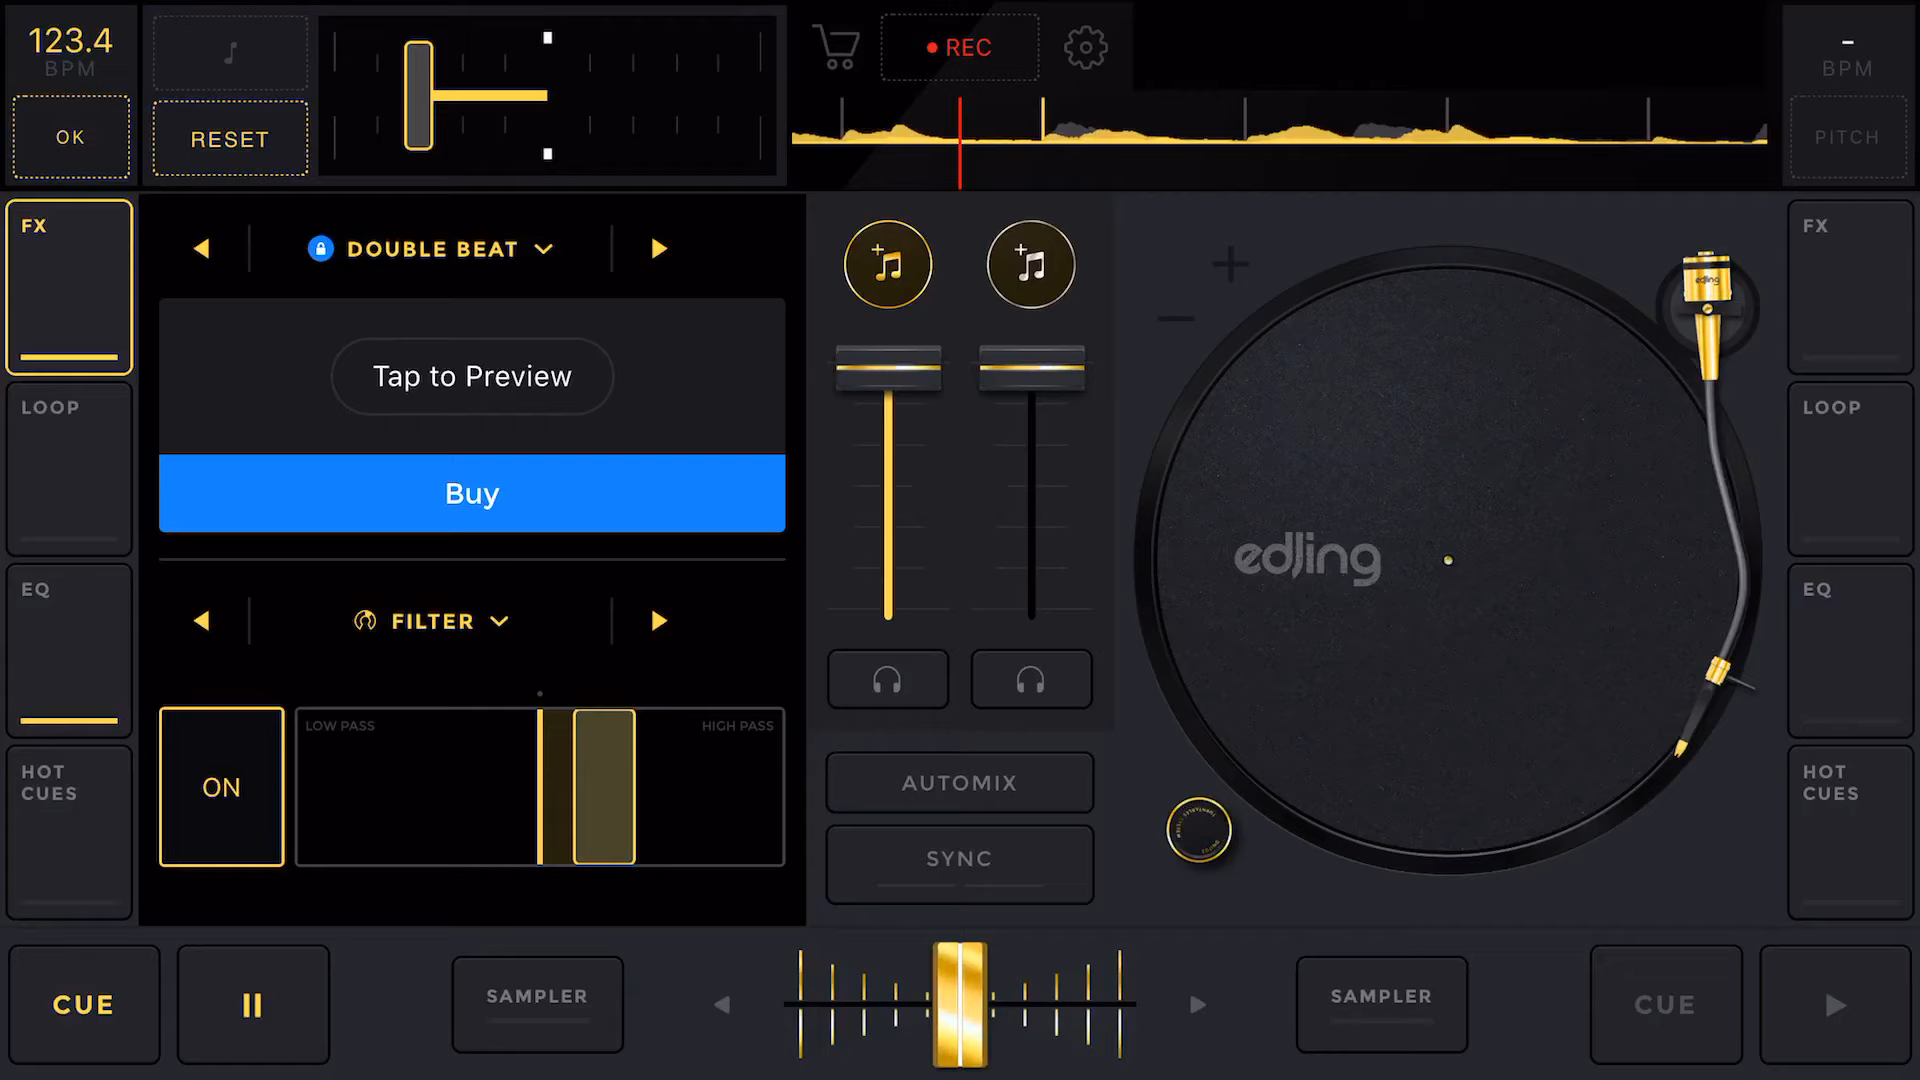 123.4
BPM
OK
RESET
REC
-
BPM
PITCH
FX
LOOP
EQ
HOT
CUES
DOUBLE BEAT
Tap to Preview
Buy
FILTER
ON
LOW PASS
HIGH PASS
AUTOMIX
SYNC
edjing
edjing
FX
LOOP
EQ
HOT
CUES
CUE
SAMPLER
SAMPLER
CUE